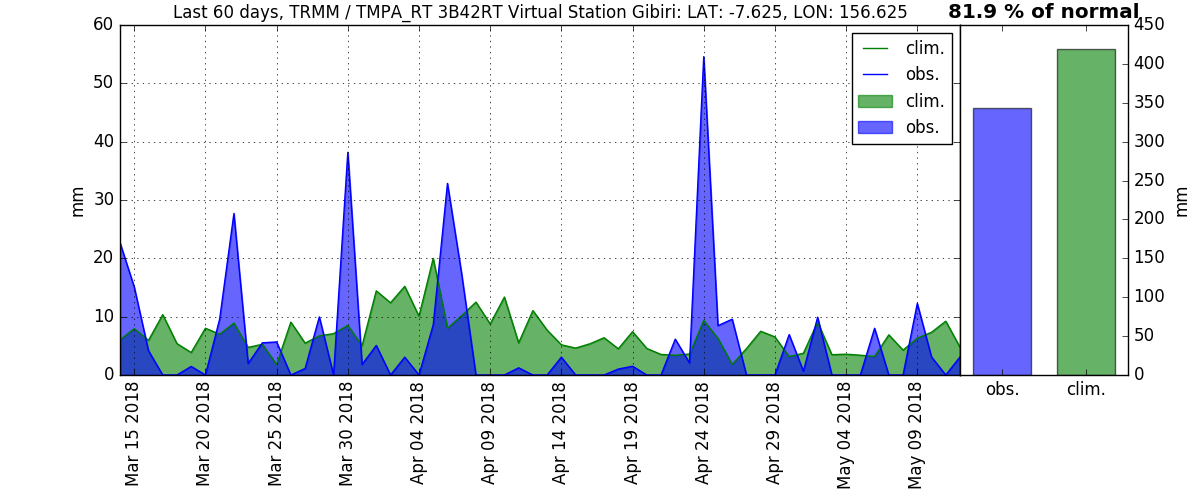 Last 60 days, TRMM / TMPA_RT 3B42RT Virtual Station Gibiri: LAT: -7.625, LON: 156.625
81.9 % of normal
60
50
40
30
20
10
0
mm
clim.
obs.
clim.
obs.
450
400
350
300
250
200
150
100
50
0
mm
obs.
clim.
Mar 15 2018
Mar 20 2018
Mar 25 2018
Mar 30 2018
Apr 04 2018
Apr 09 2018
Apr 14 2018
Apr 19 2018
Apr 24 2018
Apr 29 2018
May 04 2018
May 09 2018